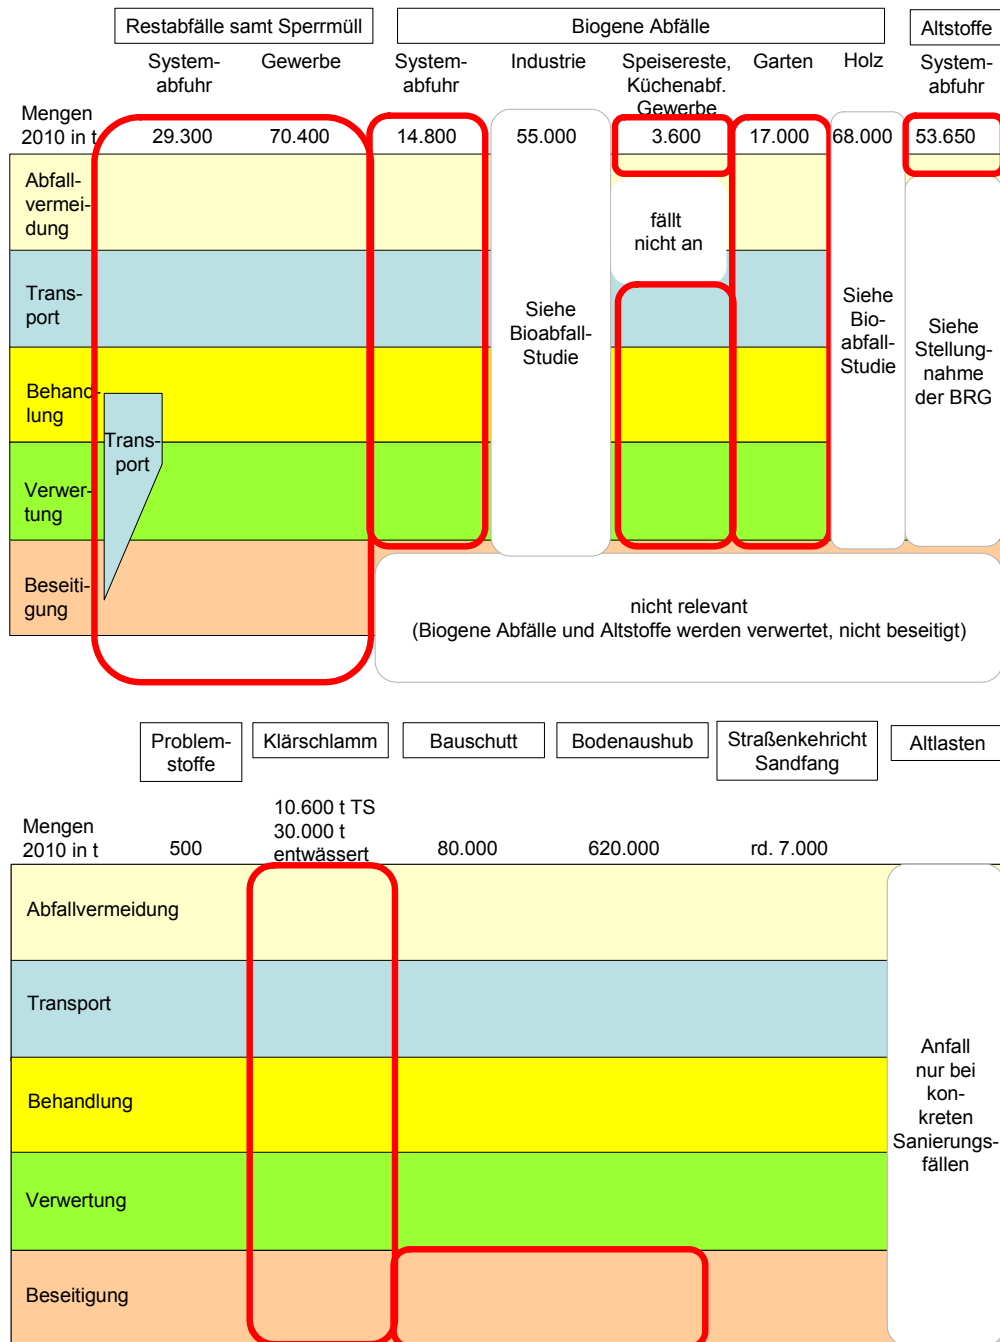 Restabfälle samt Sperrmüll
Biogene Abfälle
Altstoffe
System-
abfuhr
Gewerbe
System-
abfuhr
Industrie
Speisereste,
Küchenabf.
Gewerbe
Garten
Holz
System-
abfuhr
Mengen
2010 in t
29.300
70.400
14.800
55.000
3.600
17.000
68.000
53.650
Abfall-
vermei-
dung
fällt
nicht an
Trans-
port
Siehe
Bioabfall-
Studie
Siehe
Bio-
abfall-
Studie
Siehe
Stellung-
nahme
der BRG
Behand-
lung
Trans-
port
Verwer-
tung
Beseiti-
gung
nicht relevant
(Biogene Abfälle und Altstoffe werden verwertet, nicht beseitigt)
Problem-
stoffe
Klärschlamm
Bauschutt
Bodenaushub
Straßenkehricht
Sandfang
Altlasten
Mengen
2010 in t
500
10.600 t TS
30.000 t
entwässert
80.000
620.000
rd. 7.000
Abfallvermeidung
Transport
Behandlung
Verwertung
Beseitigung
Anfall
nur bei
kon-
kreten
Sanierungs-
fällen